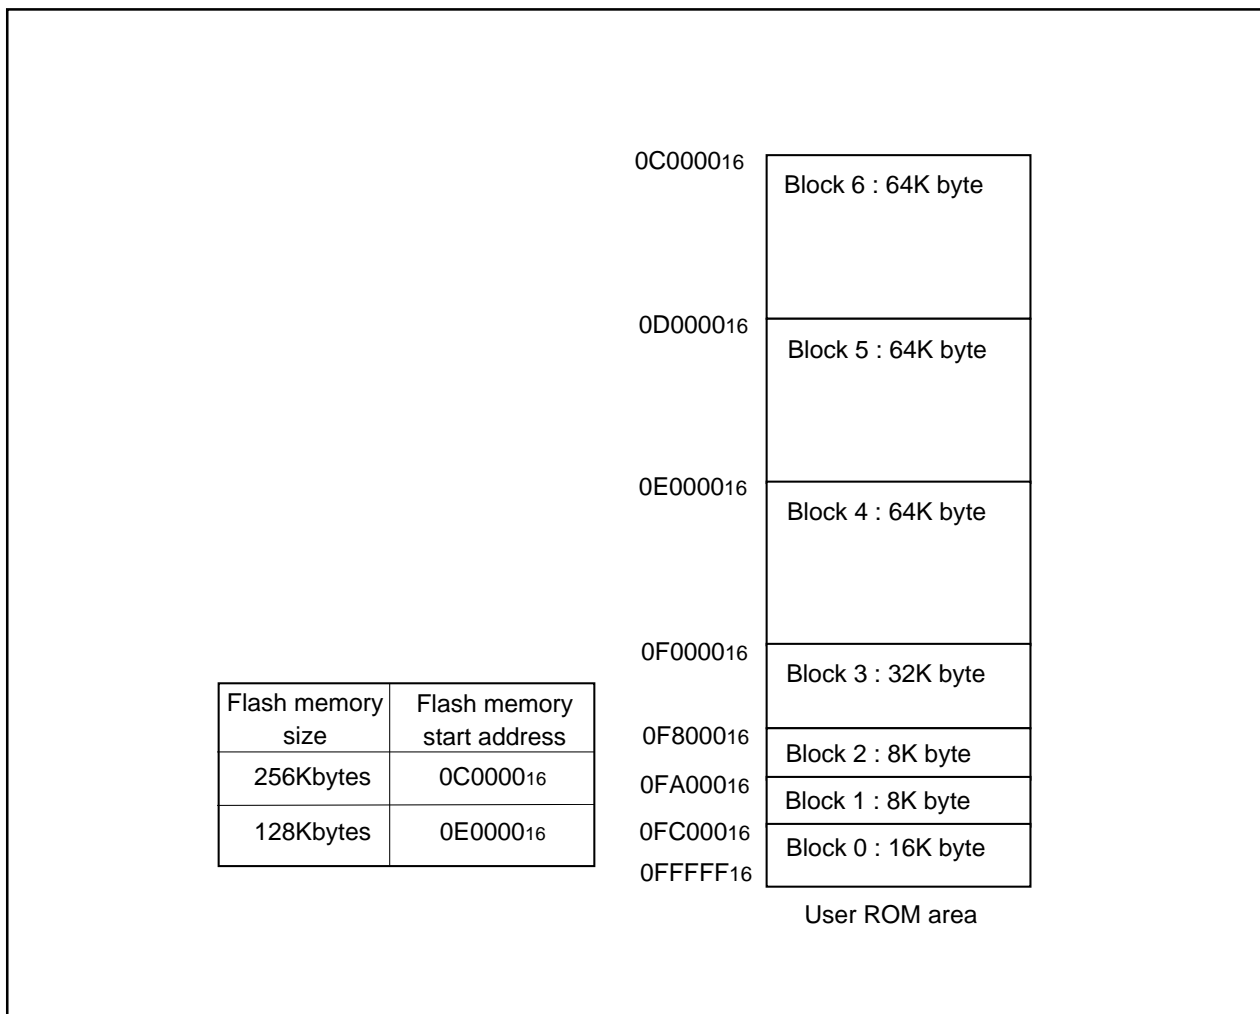 0C000016
Block 6 : 64K byte
0D000016
Block 5 : 64K byte
0E000016
Block 4 : 64K byte
0F000016
Block 3 : 32K byte
0F800016
Block 2 : 8K byte
0FA00016
Block 1 : 8K byte
0FC00016
Block 0 : 16K byte
0FFFFF16
User ROM area
Flash memory size
Flash memory start address
256Kbytes
0C000016
128Kbytes
0E000016